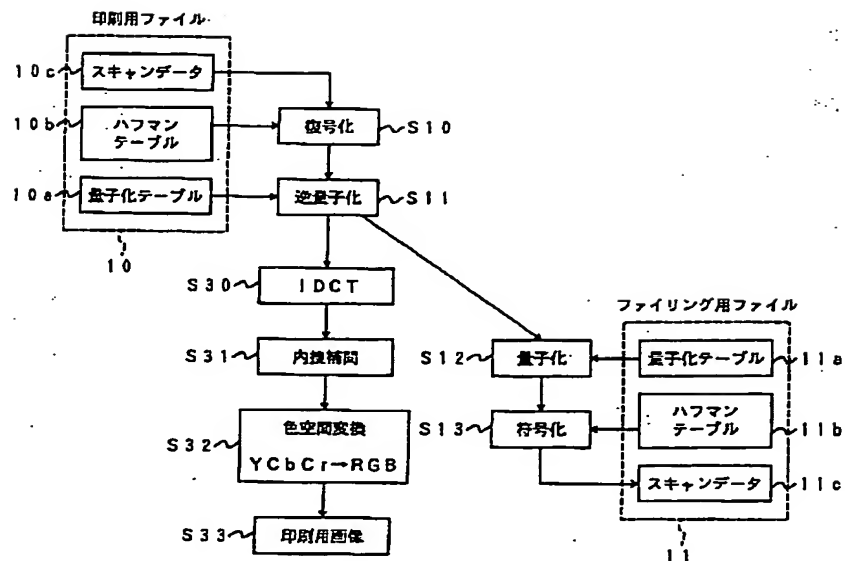 印刷用ファイル
10c
スキャンデータ
10b
ハフマン
テーブル
復号化
S10
10a
量子化テーブル
逆量子化
S11
10
S30
IDCT
ファイリング用ファイル
S31
内挿補間
S12
量子化
量子化テーブル
11a
S32
色空間変換
YCbCr→RGB
S13
符号化
ハフマン
テーブル
11b
スキャンデータ
11c
S33
印刷用画像
11